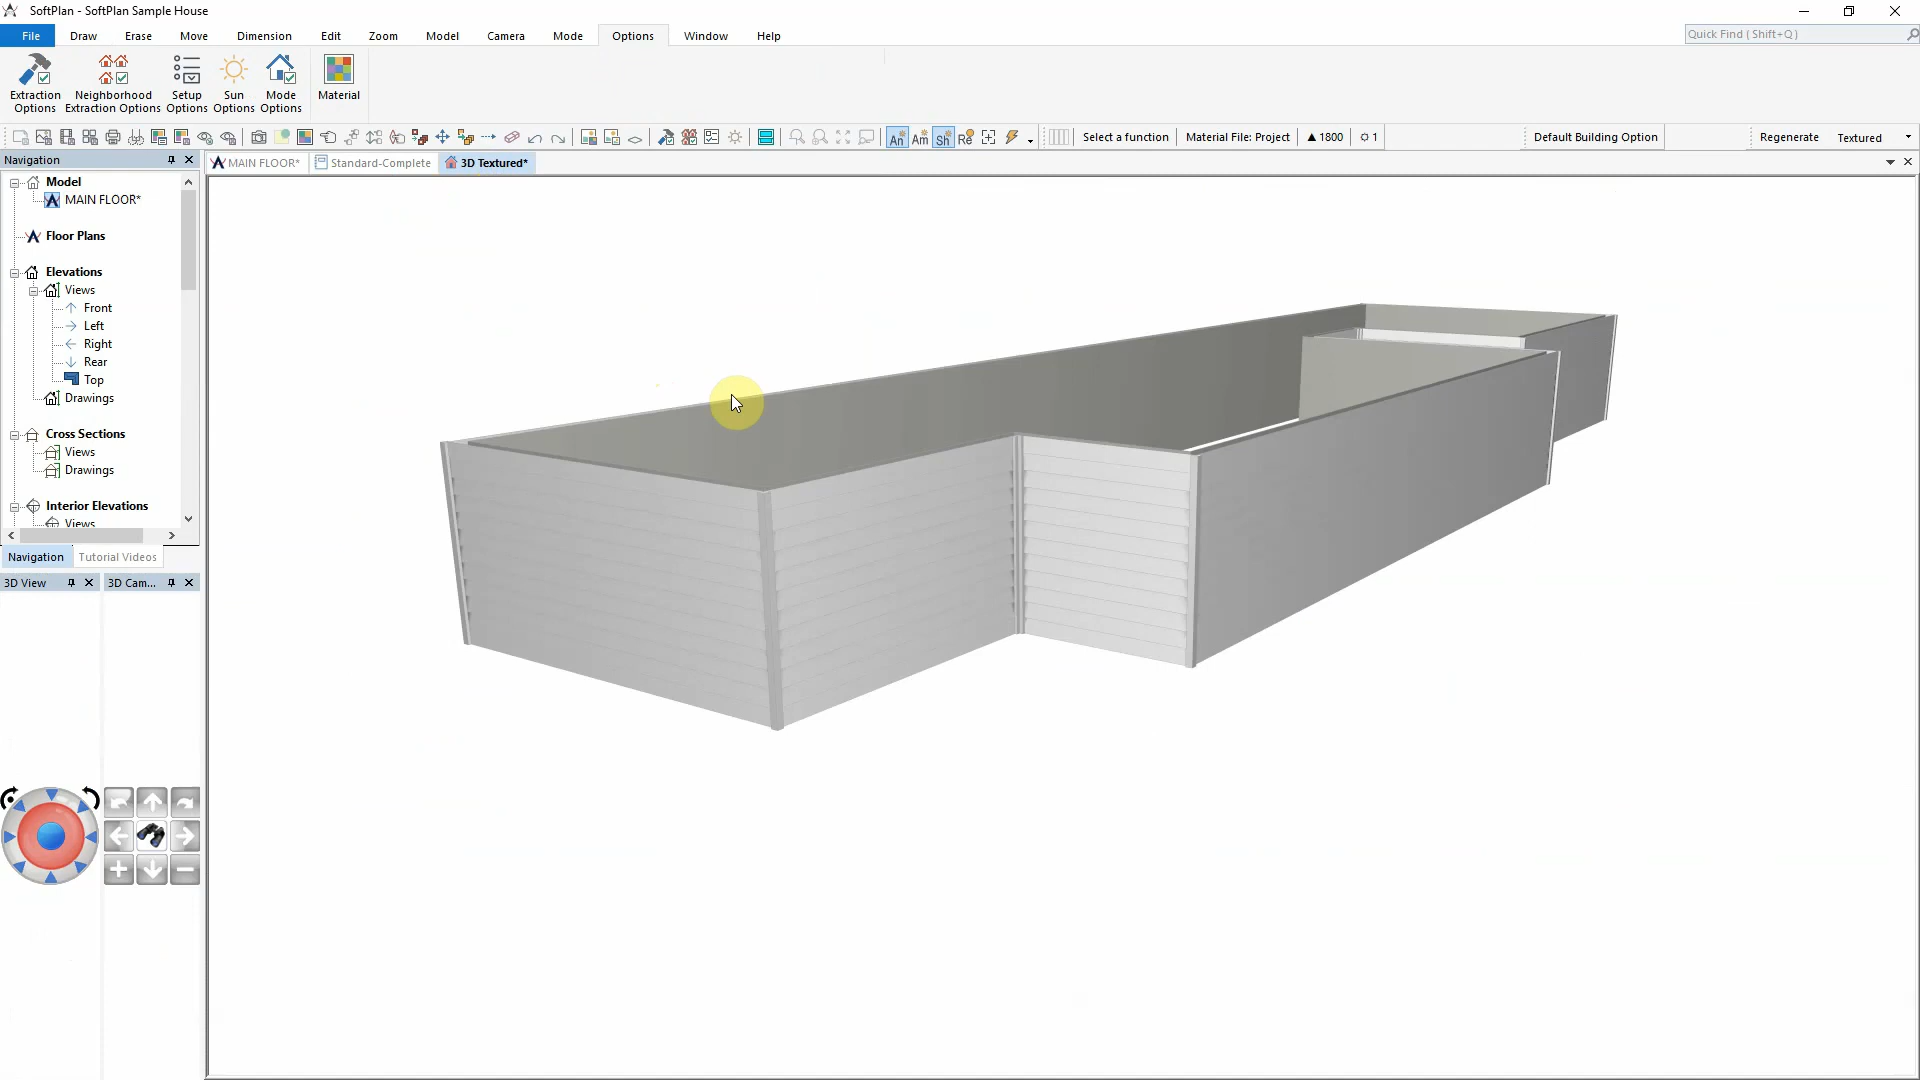 SoftPlan - SoftPlan Sample House
File Draw Erase Move Dimension Edit Zoom Model Camera Mode Options Window Help
Quick Find ( Shift+Q )
Extraction Options
Neighborhood Extraction Options
Setup Options
Sun Options
Mode Options
Material
An Am Sh Re
Select a function
Material File: Project
1800
1
Default Building Option
Regenerate
Textured
Navigation
MAIN FLOOR*
Standard-Complete
3D Textured*
Model
MAIN FLOOR*
Floor Plans
Elevations
Views
Front
Left
Right
Rear
Top
Drawings
Cross Sections
Views
Drawings
Interior Elevations
Views
Navigation
Tutorial Videos
3D View
3D Cam...